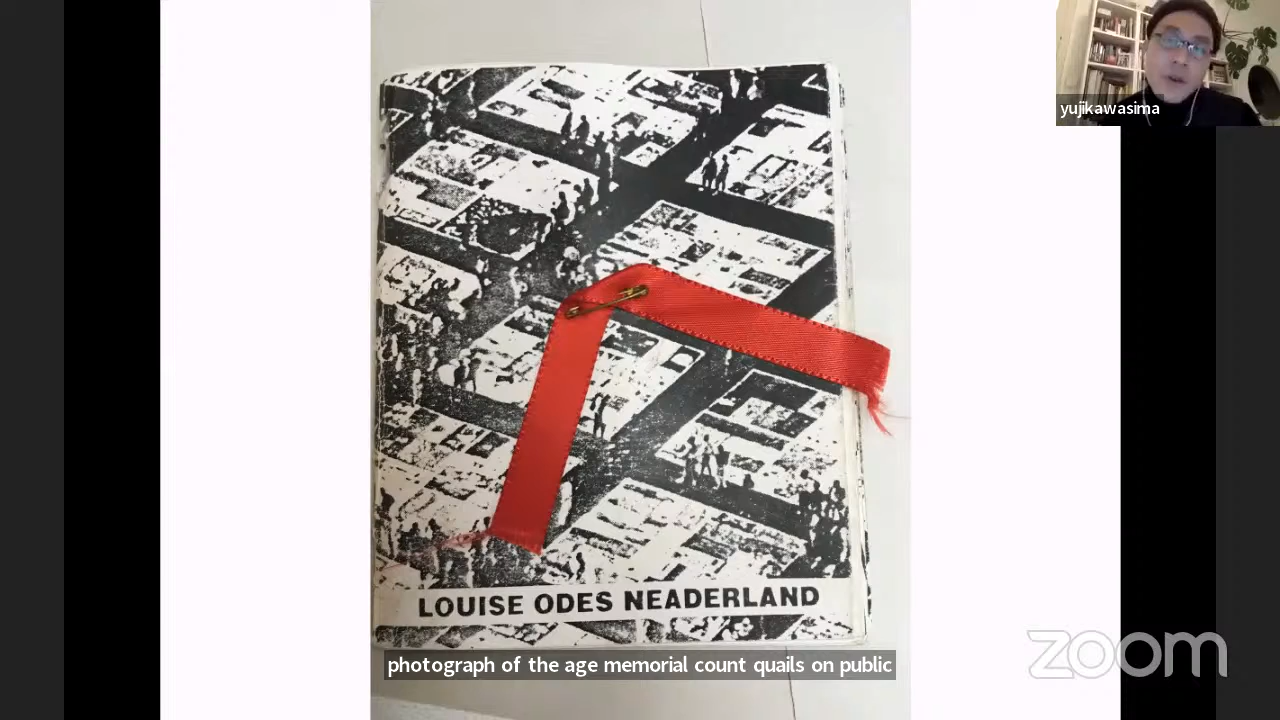 yujikawasima
LOUISE ODES NEADERLAND
photograph of the age memorial count quails on public
zoom